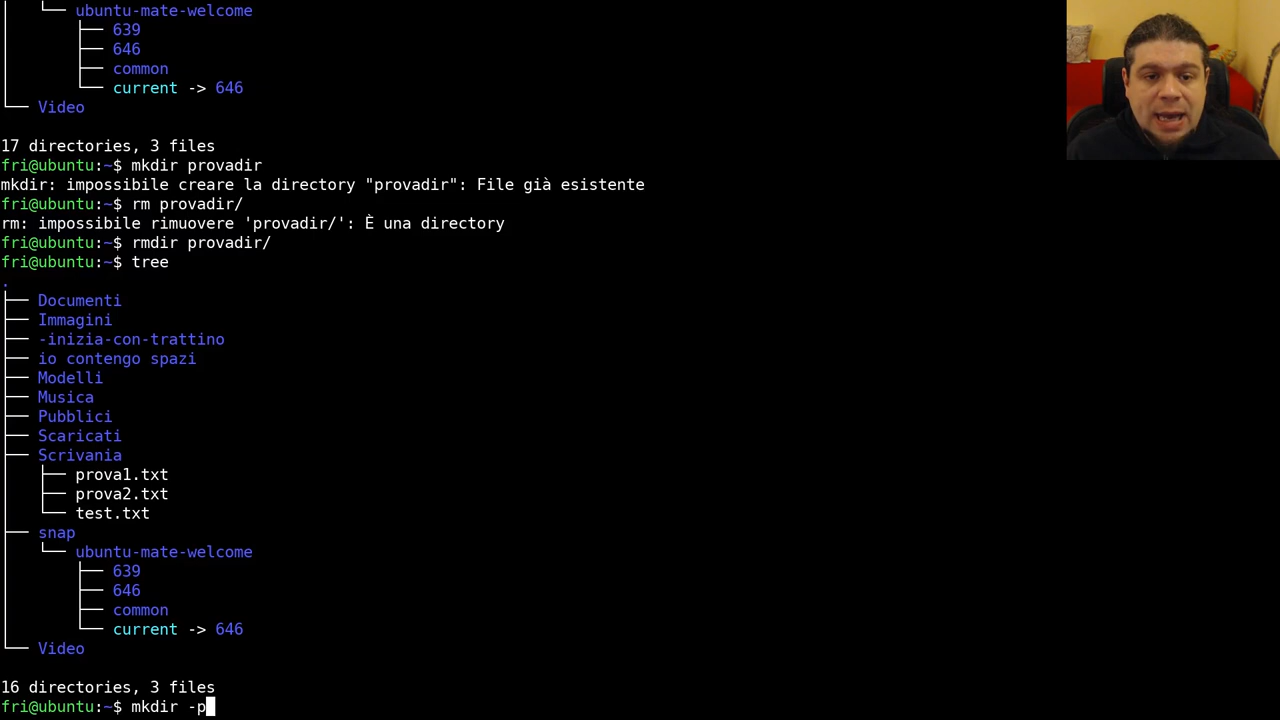 │   └── ubuntu-mate-welcome
│       ├── 639
│       ├── 646
│       ├── common
│       └── current -> 646
└── Video

17 directories, 3 files
fri@ubuntu:~$ mkdir provadir
mkdir: impossibile creare la directory "provadir": File già esistente
fri@ubuntu:~$ rm provadir/
rm: impossibile rimuovere 'provadir/': È una directory
fri@ubuntu:~$ rmdir provadir/
fri@ubuntu:~$ tree
.
├── Documenti
├── Immagini
├── -inizia-con-trattino
├── io contengo spazi
├── Modelli
├── Musica
├── Pubblici
├── Scaricati
├── Scrivania
│   ├── prova1.txt
│   ├── prova2.txt
│   └── test.txt
├── snap
│   └── ubuntu-mate-welcome
│       ├── 639
│       ├── 646
│       ├── common
│       └── current -> 646
└── Video

16 directories, 3 files
fri@ubuntu:~$ mkdir -p